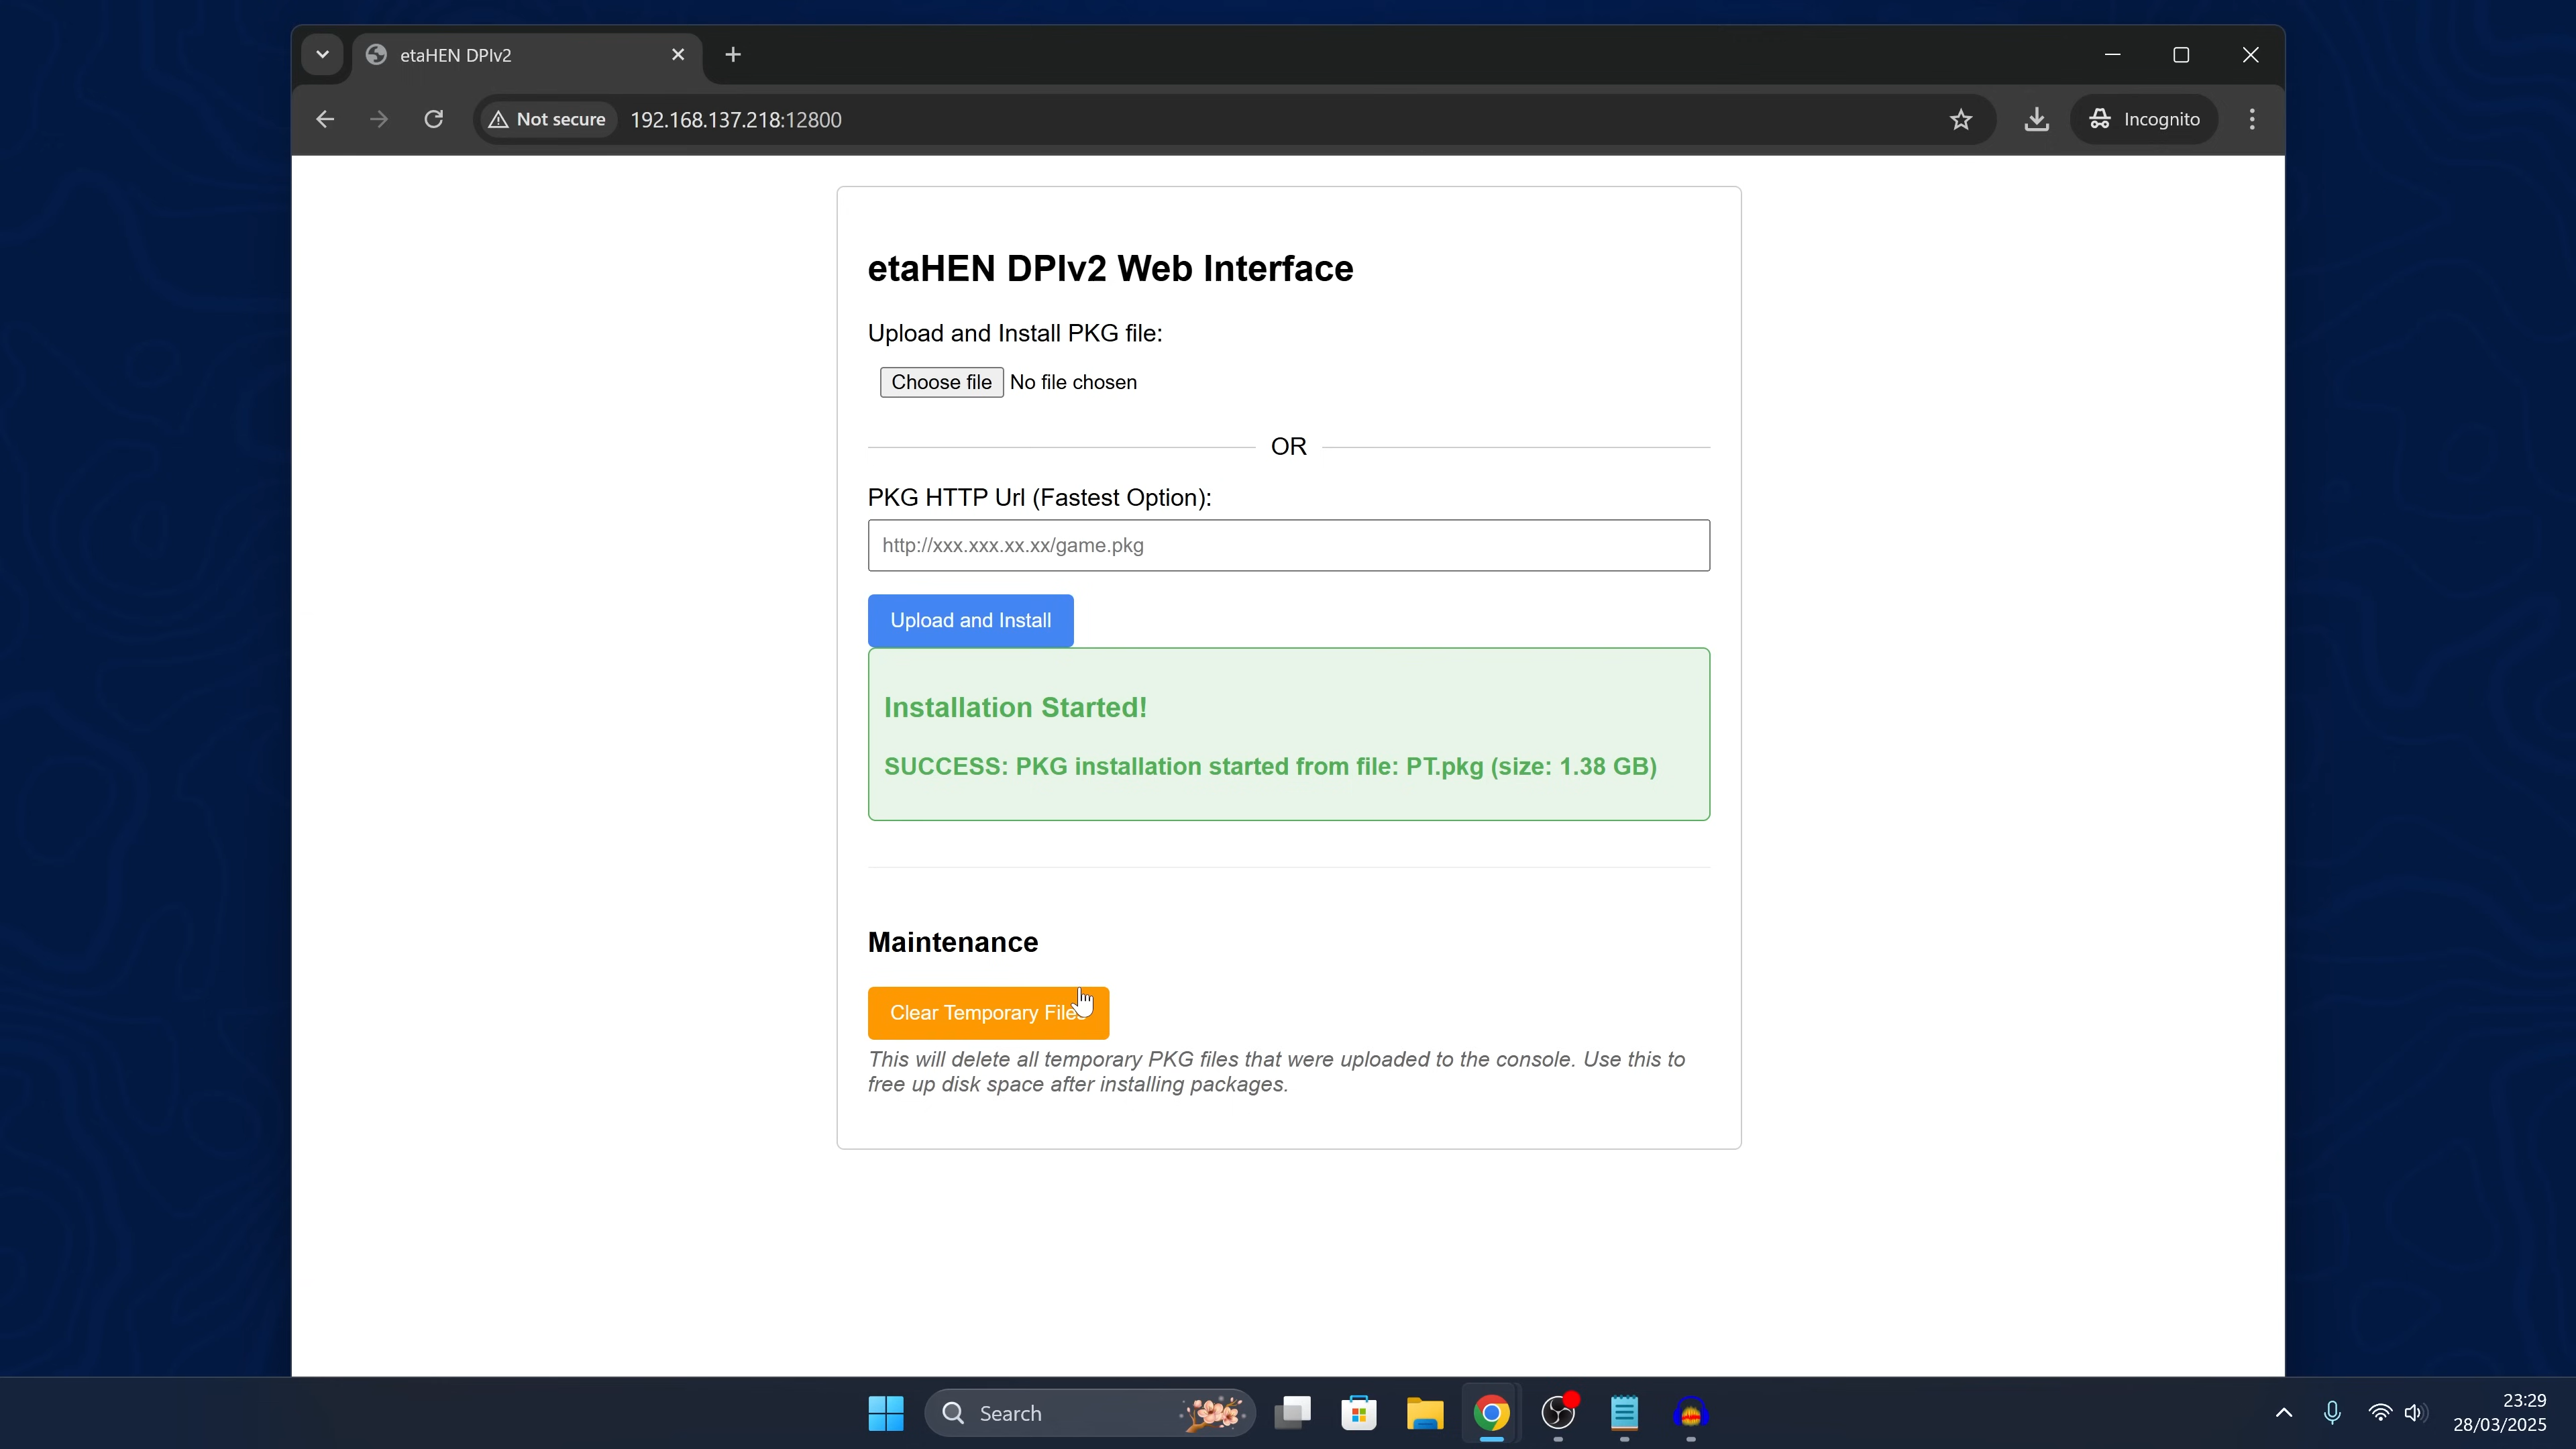 etaHEN DPIv2
Not secure
192.168.137.218:12800
Incognito
etaHEN DPIv2 Web Interface
Upload and Install PKG file:
Choose file No file chosen
OR
PKG HTTP Url (Fastest Option):
http://xxx.xxx.xx.xx/game.pkg
Upload and Install
Installation Started!
SUCCESS: PKG installation started from file: PT.pkg (size: 1.38 GB)
Maintenance
Clear Temporary Files
This will delete all temporary PKG files that were uploaded to the console. Use this to
free up disk space after installing packages.
Search
23:29
28/03/2025